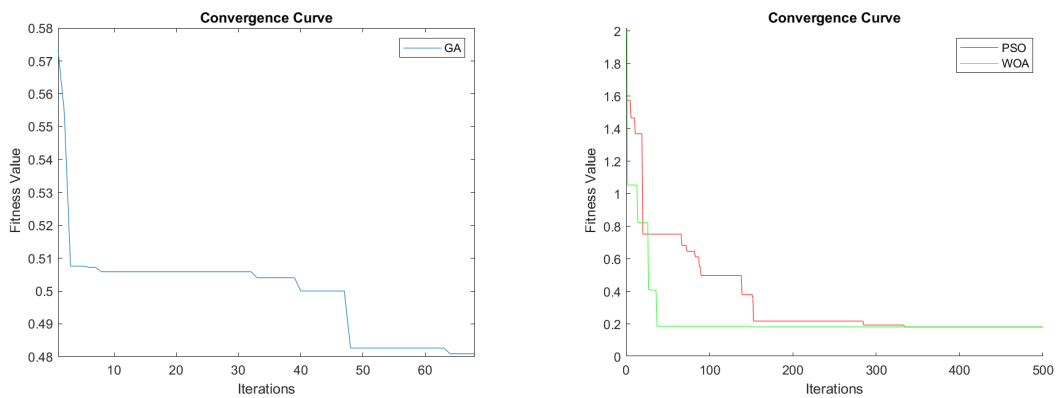 Convergence Curve
0.58
0.57
0.56
0.55
0.54
0.53
0.52
0.51
0.5
0.49
0.48
Fitness Value
10 20 30 40 50 60
Iterations
GA
Convergence Curve
2
1.8
1.6
1.4
1.2
1
0.8
0.6
0.4
0.2
0
Fitness Value
0 100 200 300 400 500
Iterations
PSO
WOA